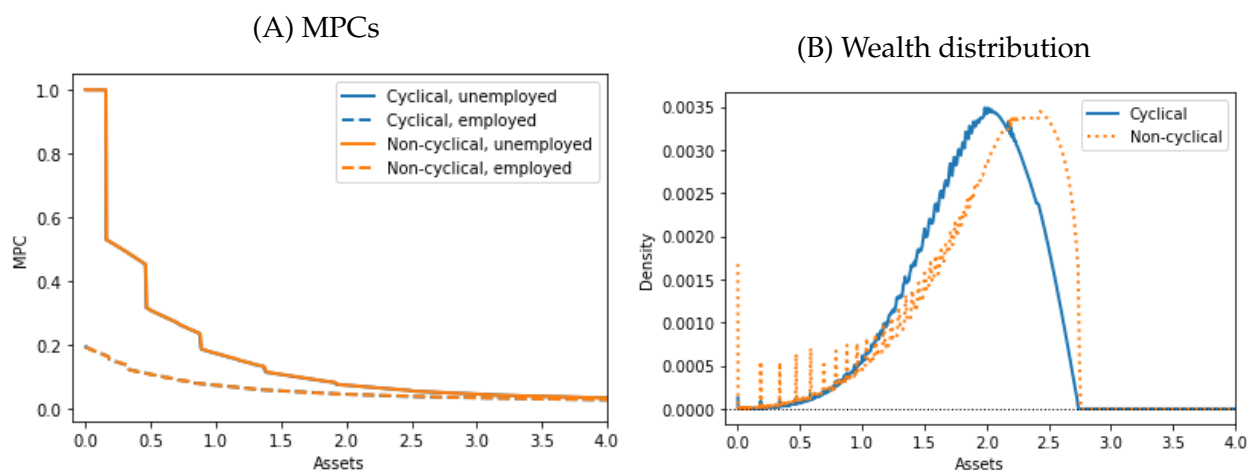 (A) MPCs
1.0
0.8
0.6
0.4
0.2
0.0
MPC
Cyclical, unemployed
Cyclical, employed
Non-cyclical, unemployed
Non-cyclical, employed
0.0 0.5 1.0 1.5 2.0 2.5 3.0 3.5 4.0
Assets
(B) Wealth distribution
0.0035
0.0030
0.0025
0.0020
0.0015
0.0010
0.0005
0.0000
Density
Cyclical
Non-cyclical
0.0 0.5 1.0 1.5 2.0 2.5 3.0 3.5 4.0
Assets